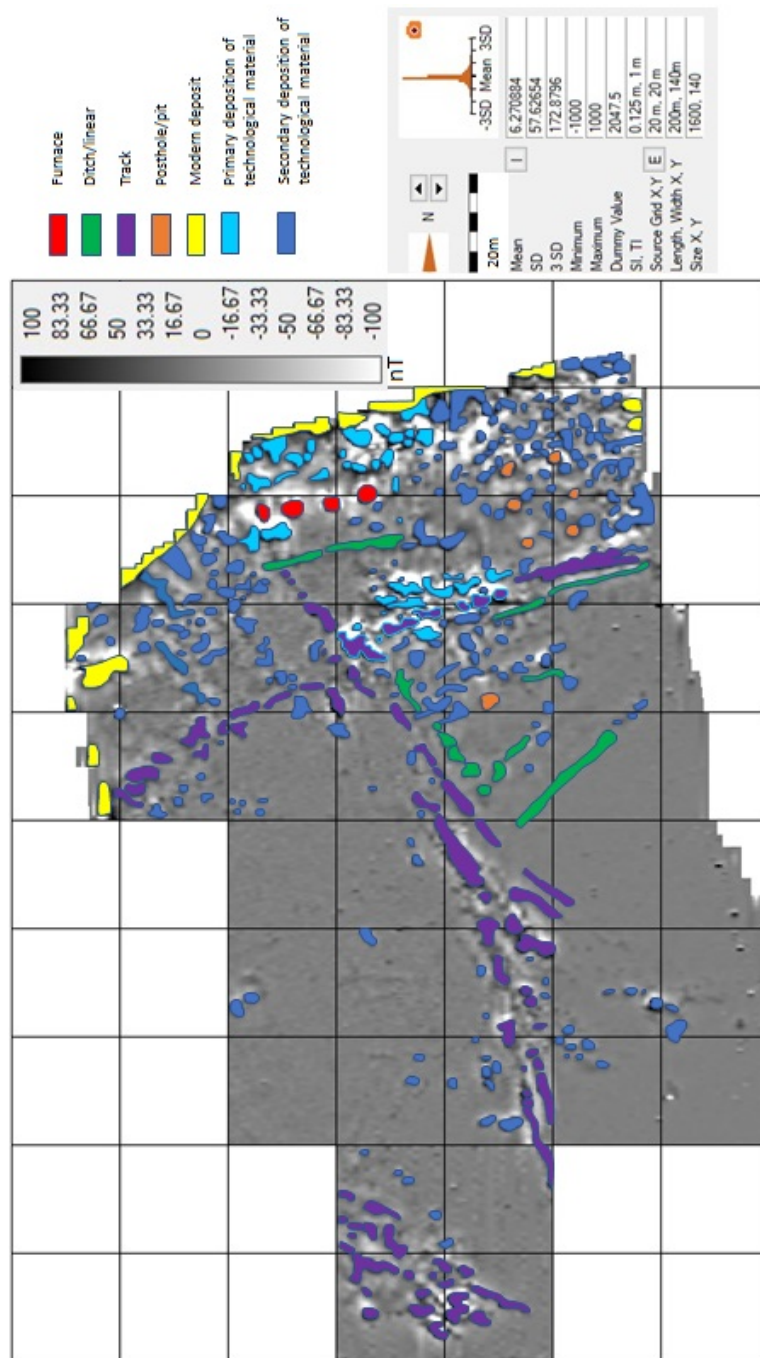 Furnace
Ditch/linear
Track
Posthole/pit
Modern deposit
Primary deposition of
technological material
Secondary deposition of
technological material
100
83.33
66.67
50
33.33
16.67
0
-16.67
-33.33
-50
-66.67
-83.33
-100
nT
N
20m
-3SD Mean 3SD
I
E
Mean 6.270884
SD 57.62654
3 SD 172.8796
Minimum -1000
Maximum 1000
Dummy Value 2047.5
SI, TI 0.125 m, 1 m
Source Grid X,Y 20 m, 20 m
Length, Width X, Y 200m, 140m
Size X, Y 1600, 140